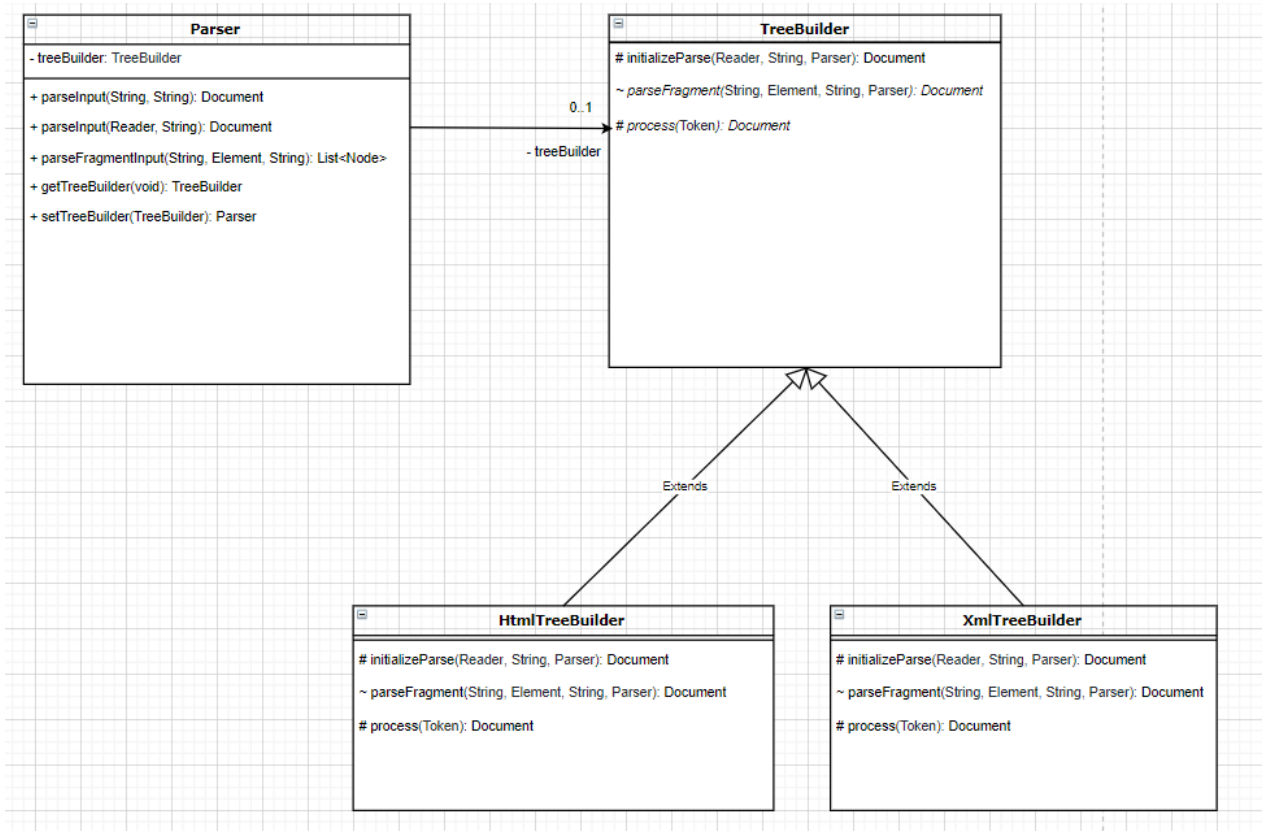 Parser
- treeBuilder: TreeBuilder
+ parseInput(String, String): Document
+ parseInput(Reader, String): Document
+ parseFragmentInput(String, Element, String): List<Node>
+ getTreeBuilder(void): TreeBuilder
+ setTreeBuilder(TreeBuilder): Parser
0..1
- treeBuilder
TreeBuilder
# initializeParse(Reader, String, Parser): Document
~ parseFragment(String, Element, String, Parser): Document
# process(Token): Document
Extends
Extends
HtmlTreeBuilder
# initializeParse(Reader, String, Parser): Document
~ parseFragment(String, Element, String, Parser): Document
# process(Token): Document
XmlTreeBuilder
# initializeParse(Reader, String, Parser): Document
~ parseFragment(String, Element, String, Parser): Document
# process(Token): Document